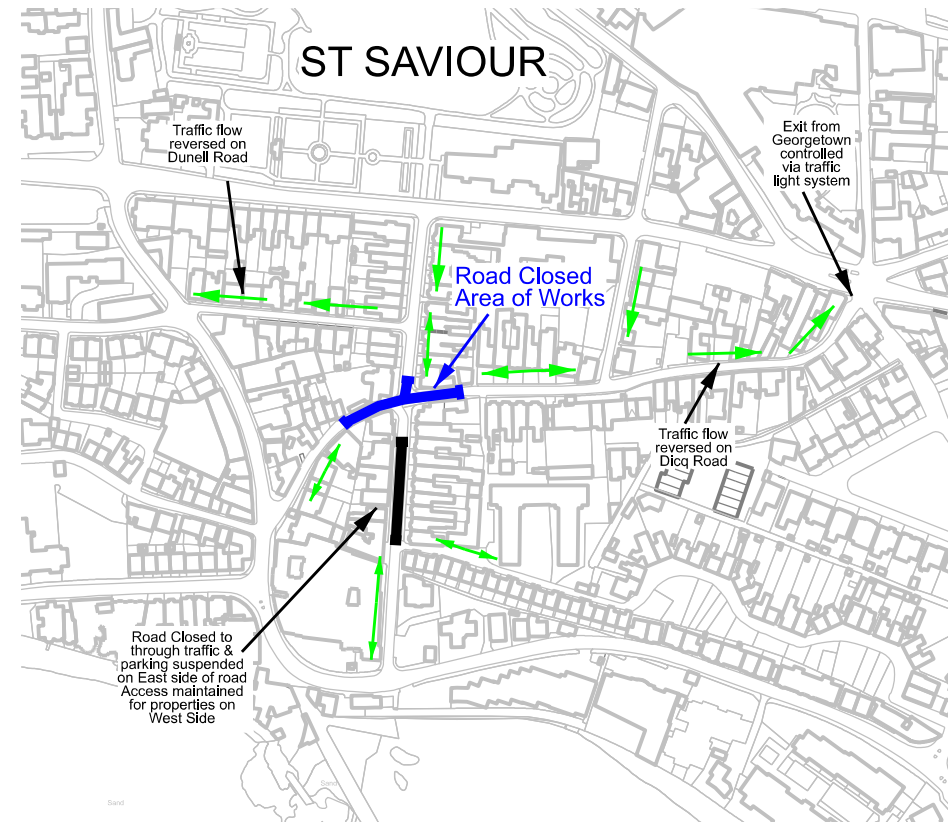 ST SAVIOUR
Traffic flow
reversed on
Dunell Road
Exit from
Georgetown
controlled
via traffic
light system
Road Closed
Area of Works
Traffic flow
reversed on
Dicq Road
Road Closed to
through traffic &
parking suspended
on East side of road
Access maintained
for properties on
West Side
Sand
Sand